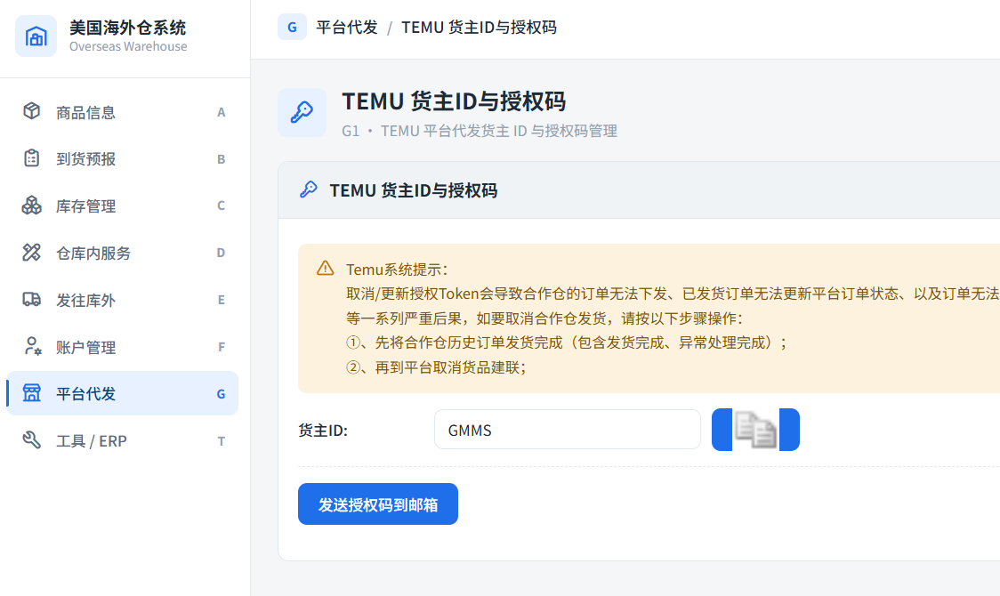 美国海外仓系统
Overseas Warehouse
商品信息 A
到货预报 B
库存管理 C
仓库内服务 D
发往库外 E
账户管理 F
平台代发 G
工具 / ERP T
G 平台代发 / TEMU 货主ID与授权码
TEMU 货主ID与授权码
G1 • TEMU 平台代发货主 ID 与授权码管理
TEMU 货主ID与授权码
Temu系统提示：
取消/更新授权Token会导致合作仓的订单无法下发、已发货订单无法更新平台订单状态、以及订单无法
等一系列严重后果，如要取消合作仓发货，请按以下步骤操作：
①、先将合作仓历史订单发货完成（包含发货完成、异常处理完成）；
②、再到平台取消货品建联；
货主ID: GMMS
发送授权码到邮箱